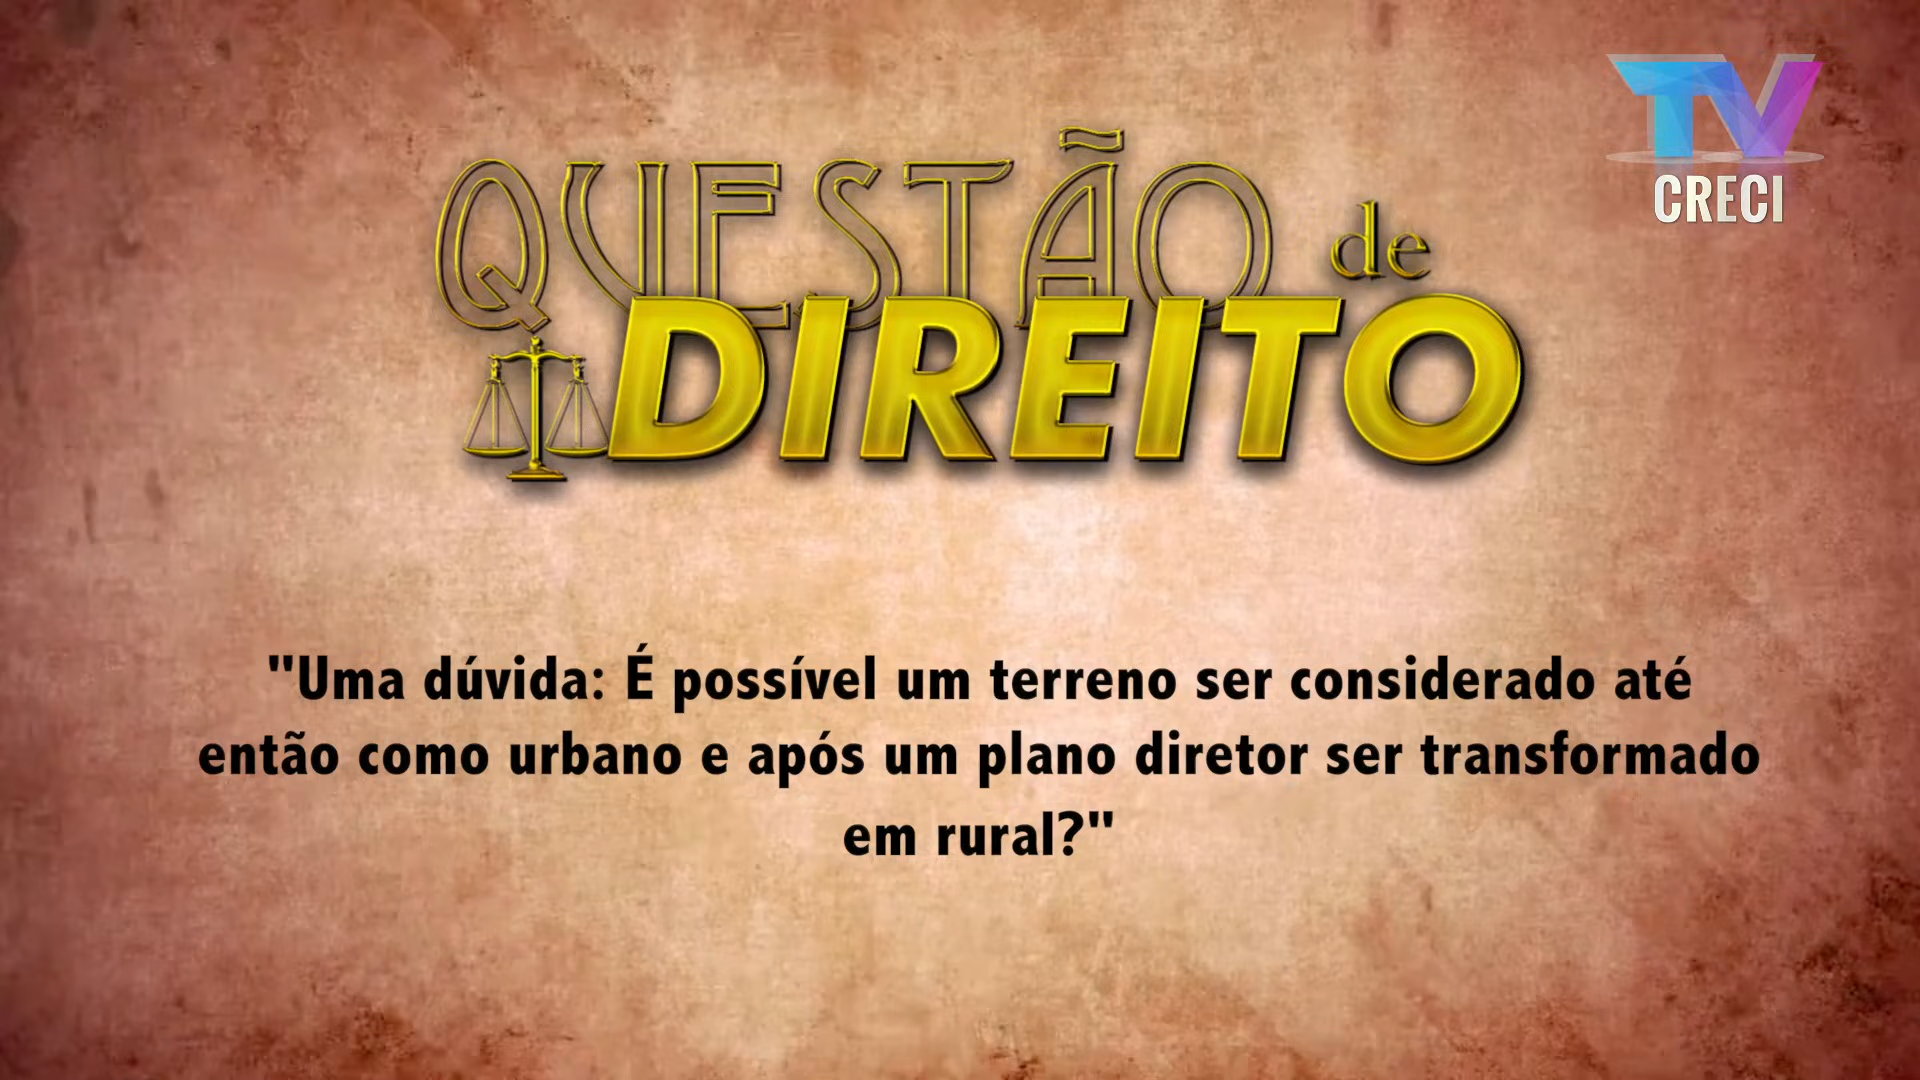 TV
CRECI
QUESTÃO de
DIREITO
"Uma dúvida: É possível um terreno ser considerado até
então como urbano e após um plano diretor ser transformado
em rural?"